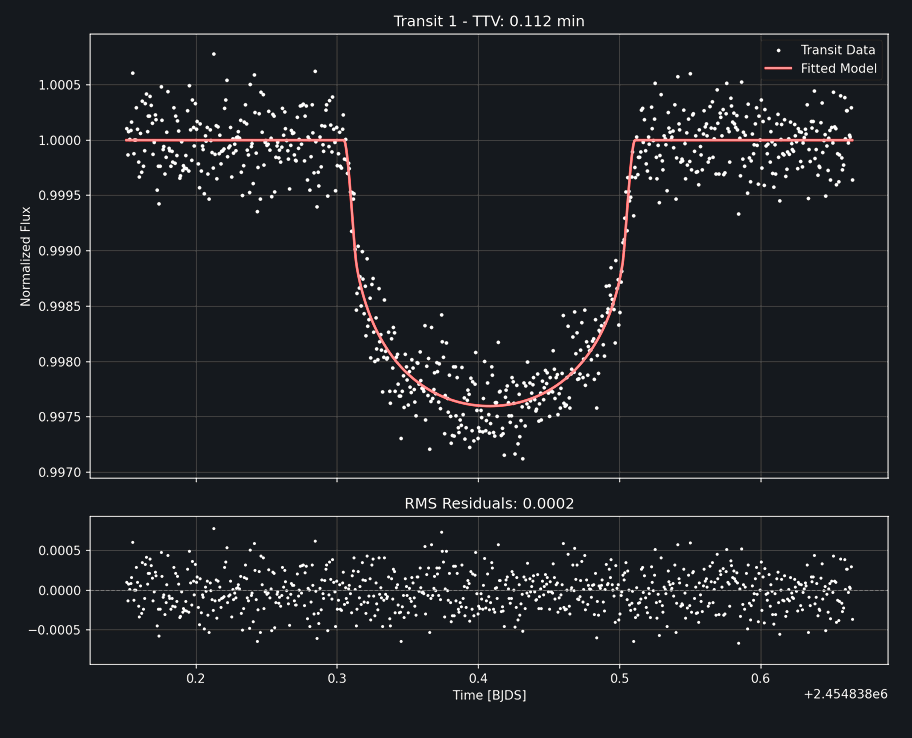 Transit 1 - TTV: 0.112 min
Transit Data
Fitted Model
Normalized Flux
1.0005
1.0000
0.9995
0.9990
0.9985
0.9980
0.9975
0.9970
RMS Residuals: 0.0002
0.0005
0.0000
−0.0005
0.2 0.3 0.4 0.5 0.6
Time [BJDS]
+2.454838e6